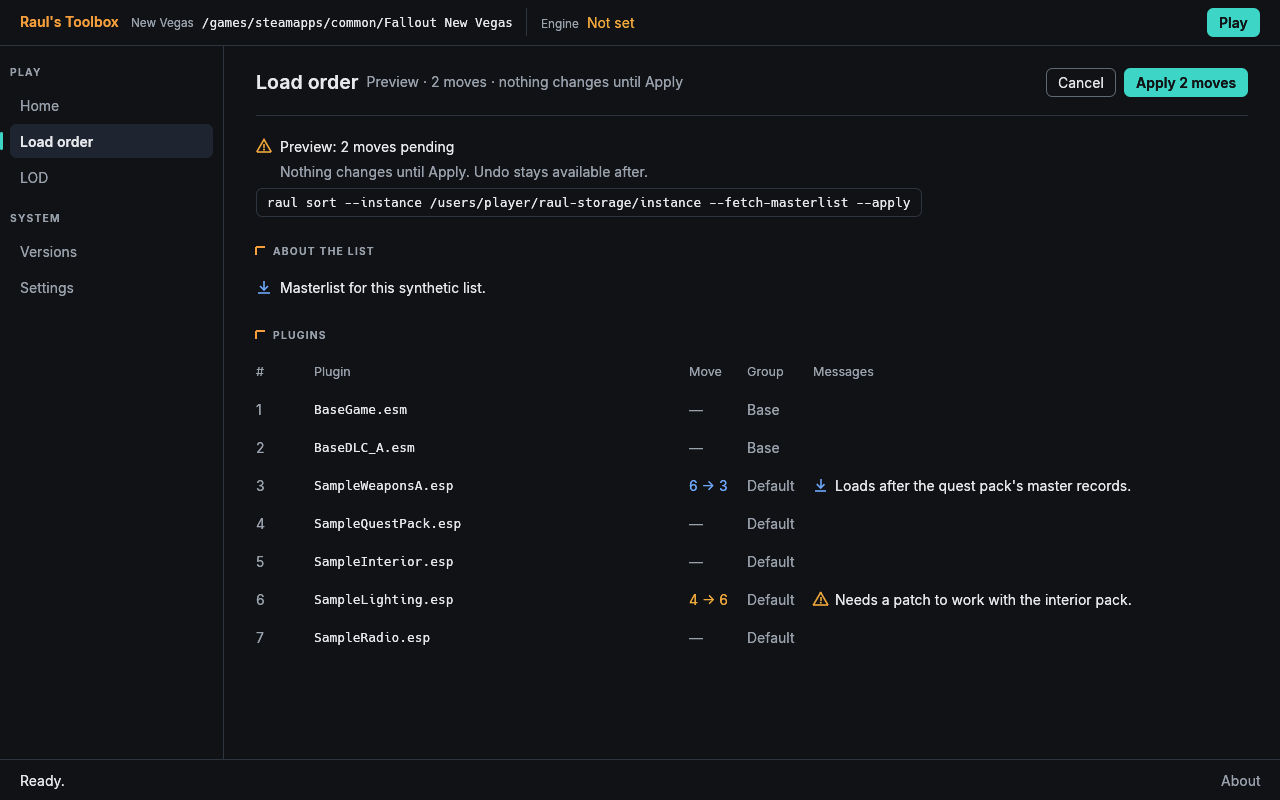 Raul's Toolbox New Vegas /games/steamapps/common/Fallout New Vegas Engine Not set Play
PLAY
Home
Load order
LOD
SYSTEM
Versions
Settings
Load order Preview · 2 moves · nothing changes until Apply Cancel Apply 2 moves
Preview: 2 moves pending
Nothing changes until Apply. Undo stays available after.
raul sort --instance /users/player/raul-storage/instance --fetch-masterlist --apply
ABOUT THE LIST
Masterlist for this synthetic list.
PLUGINS
# Plugin Move Group Messages
1 BaseGame.esm — Base
2 BaseDLC_A.esm — Base
3 SampleWeaponsA.esp 6 → 3 Default Loads after the quest pack's master records.
4 SampleQuestPack.esp — Default
5 SampleInterior.esp — Default
6 SampleLighting.esp 4 → 6 Default Needs a patch to work with the interior pack.
7 SampleRadio.esp — Default
Ready. About